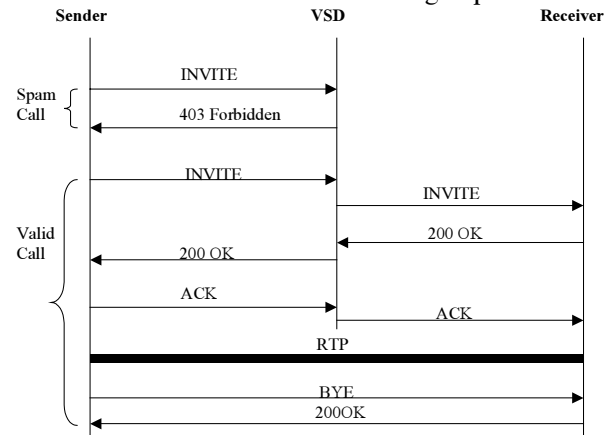 Sender VSD Receiver
INVITE
Spam
Call
403 Forbidden
INVITE
INVITE
Valid
Call
200 OK
200 OK
ACK
ACK
RTP
BYE
200OK